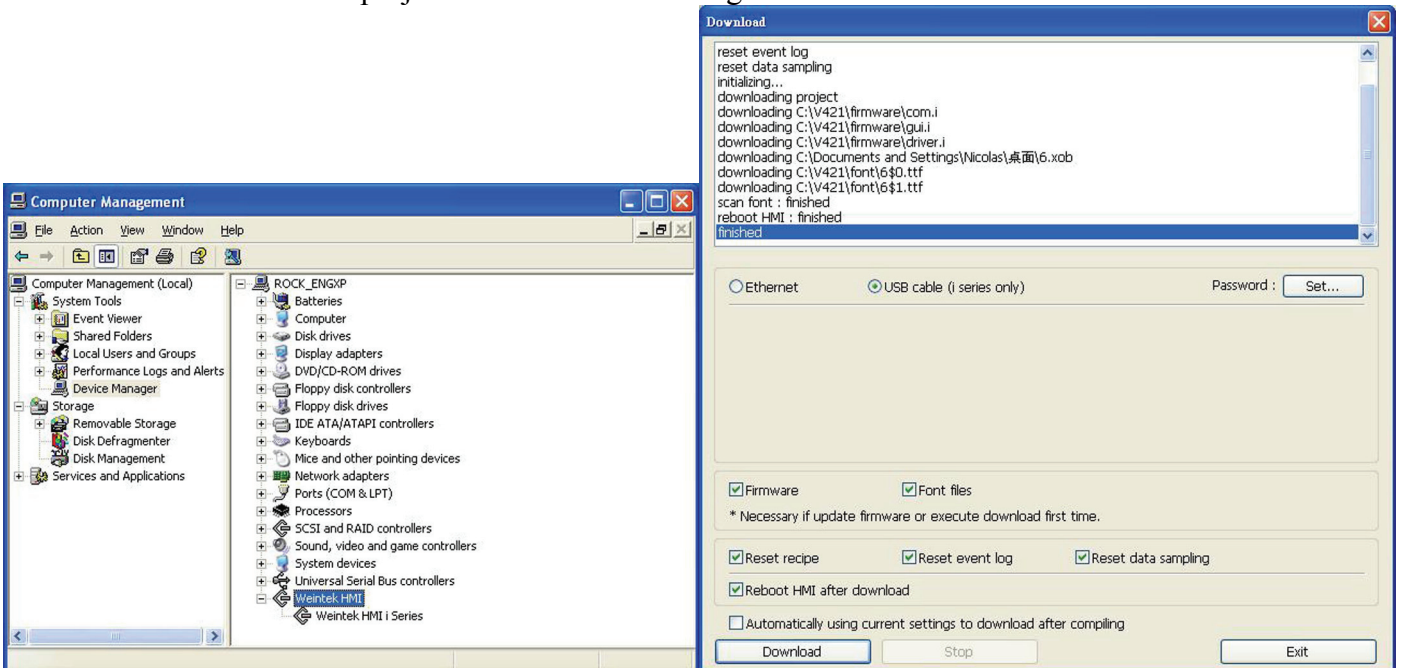 Download
reset event log
reset data sampling
initializing...
downloading project
downloading C:\V421\firmware\com.i
downloading C:\V421\firmware\gui.i
downloading C:\V421\firmware\driver.i
downloading C:\Documents and Settings\Nicolas\桌面\6.xob
downloading C:\V421\font\6$0.ttf
downloading C:\V421\font\6$1.ttf
scan font : finished
reboot HMI : finished
finished
Ethernet
USB cable (i series only)
Password :
Set...
Firmware
Font files
* Necessary if update firmware or execute download first time.
Reset recipe
Reset event log
Reset data sampling
Reboot HMI after download
Automatically using current settings to download after compiling
Download
Stop
Exit
Computer Management
File Action View Window Help
Computer Management (Local)
System Tools
Event Viewer
Shared Folders
Local Users and Groups
Performance Logs and Alerts
Device Manager
Storage
Removable Storage
Disk Defragmenter
Disk Management
Services and Applications
ROCK_ENGXP
Batteries
Computer
Disk drives
Display adapters
DVD/CD-ROM drives
Floppy disk controllers
Floppy disk drives
IDE ATA/ATAPI controllers
Keyboards
Mice and other pointing devices
Network adapters
Ports (COM & LPT)
Processors
SCSI and RAID controllers
Sound, video and game controllers
System devices
Universal Serial Bus controllers
Weintek HMI
Weintek HMI i Series